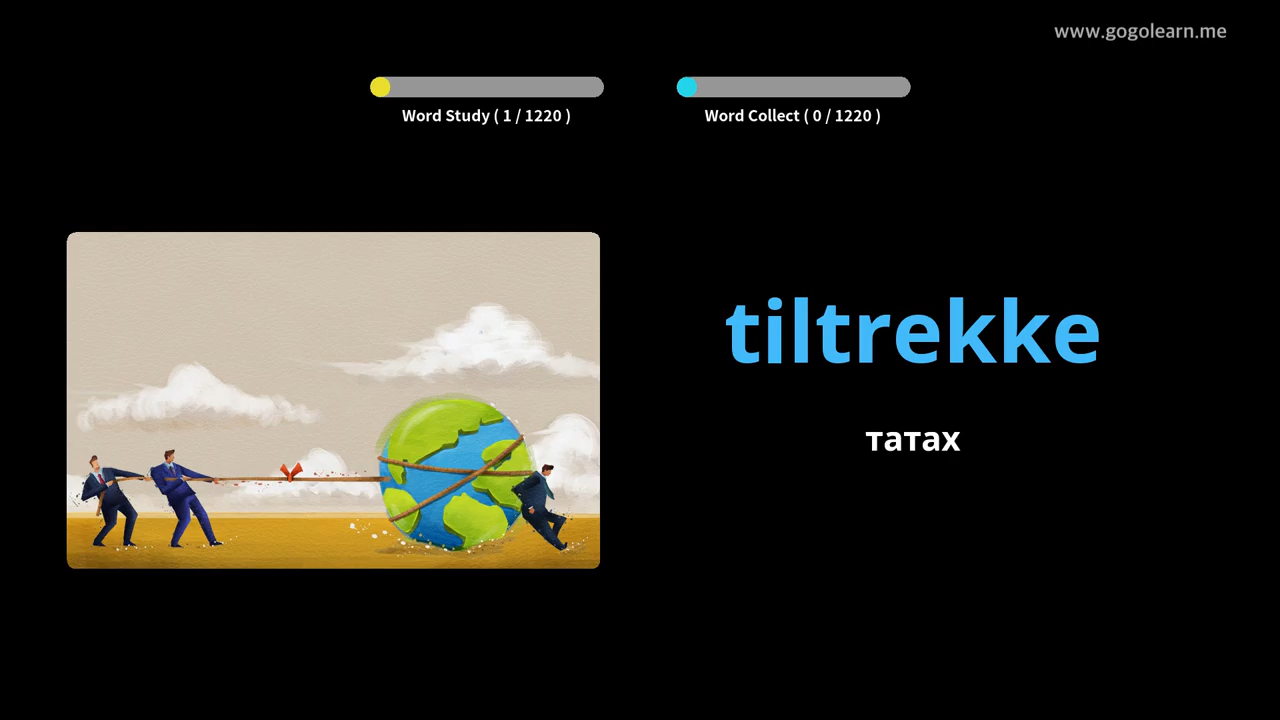 www.gogolearn.me
Word Study ( 1 / 1220 )
Word Collect ( 0 / 1220 )
tiltrekke
татах